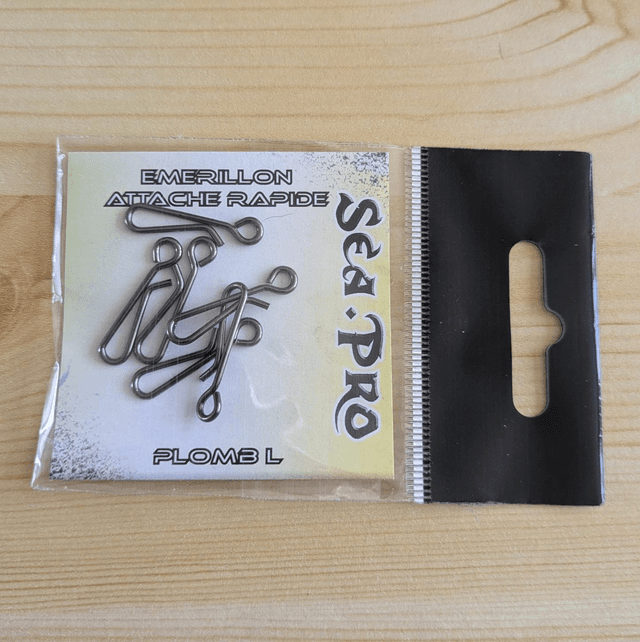 EMERILLON
ATTACHE RAPIDE
SEA.PRO
PLOMB L